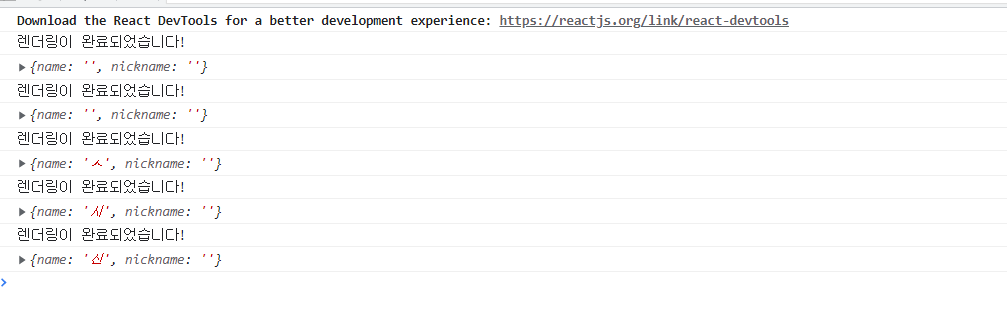 Download the React DevTools for a better development experience: https://reactjs.org/link/react-devtools
렌더링이 완료되었습니다!
▶ {name: '', nickname: ''}
렌더링이 완료되었습니다!
▶ {name: '', nickname: ''}
렌더링이 완료되었습니다!
▶ {name: 'ㅅ', nickname: ''}
렌더링이 완료되었습니다!
▶ {name: '시', nickname: ''}
렌더링이 완료되었습니다!
▶ {name: '신', nickname: ''}
>